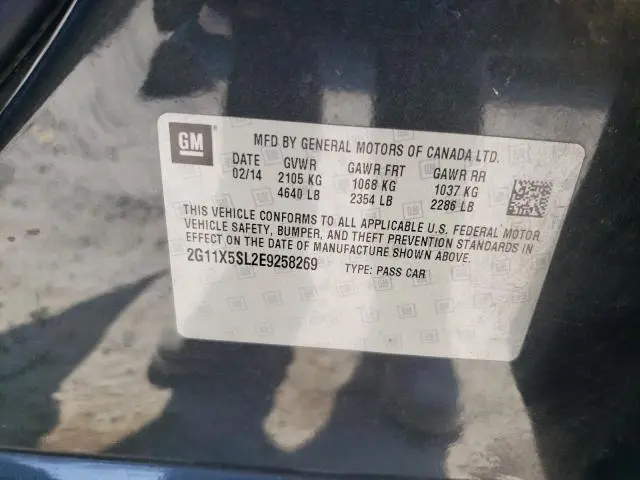 GM
MFD BY GENERAL MOTORS OF CANADA LTD.
DATE GVWR GAWR FRT GAWR RR
02/14 2105 KG 1068 KG 1037 KG
4640 LB 2354 LB 2286 LB
THIS VEHICLE CONFORMS TO ALL APPLICABLE U.S. FEDERAL MOTOR
VEHICLE SAFETY, BUMPER, AND THEFT PREVENTION STANDARDS IN
EFFECT ON THE DATE OF MANUFACTURE SHOWN ABOVE.
2G11X5SL2E9258269 TYPE: PASS CAR